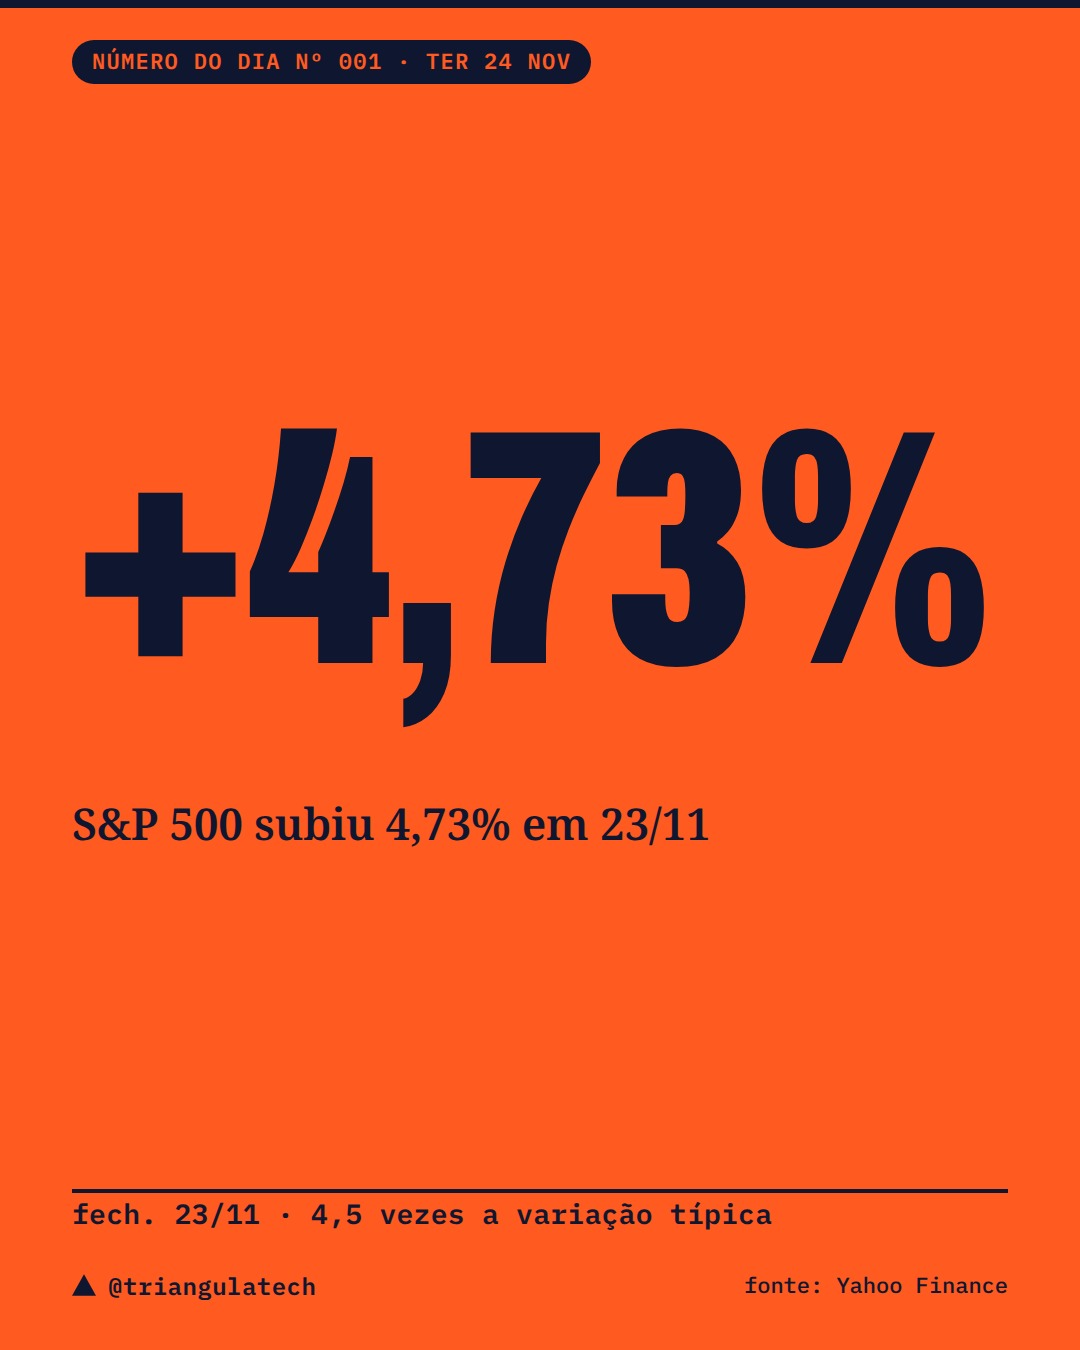 NÚMERO DO DIA Nº 001 · TER 24 NOV
+4,73%
S&P 500 subiu 4,73% em 23/11
fech. 23/11 · 4,5 vezes a variação típica
@triangulatech
fonte: Yahoo Finance